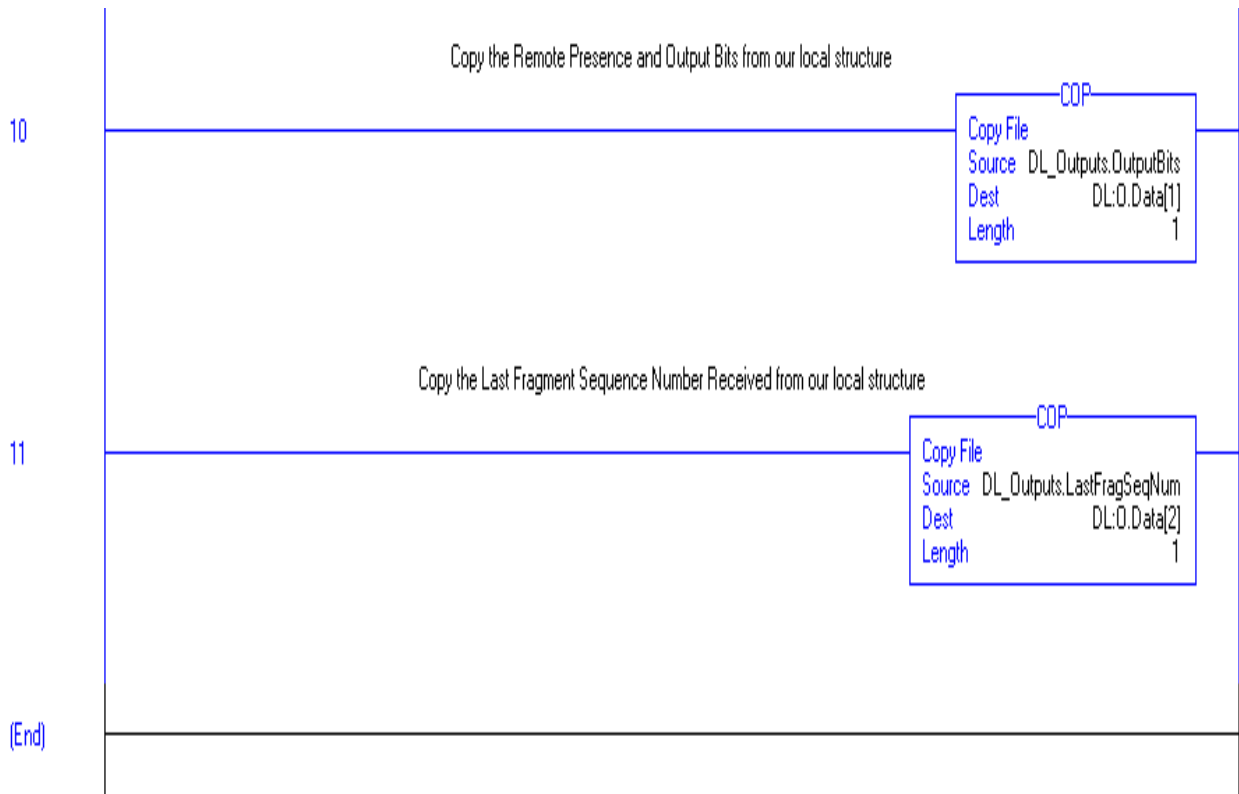 Copy the Remote Presence and Output Bits from our local structure
10
COP
Copy File
Source DL_Outputs.OutputBits
Dest DL:O.Data[1]
Length 1
Copy the Last Fragment Sequence Number Received from our local structure
11
COP
Copy File
Source DL_Outputs.LastFragSeqNum
Dest DL:O.Data[2]
Length 1
(End)